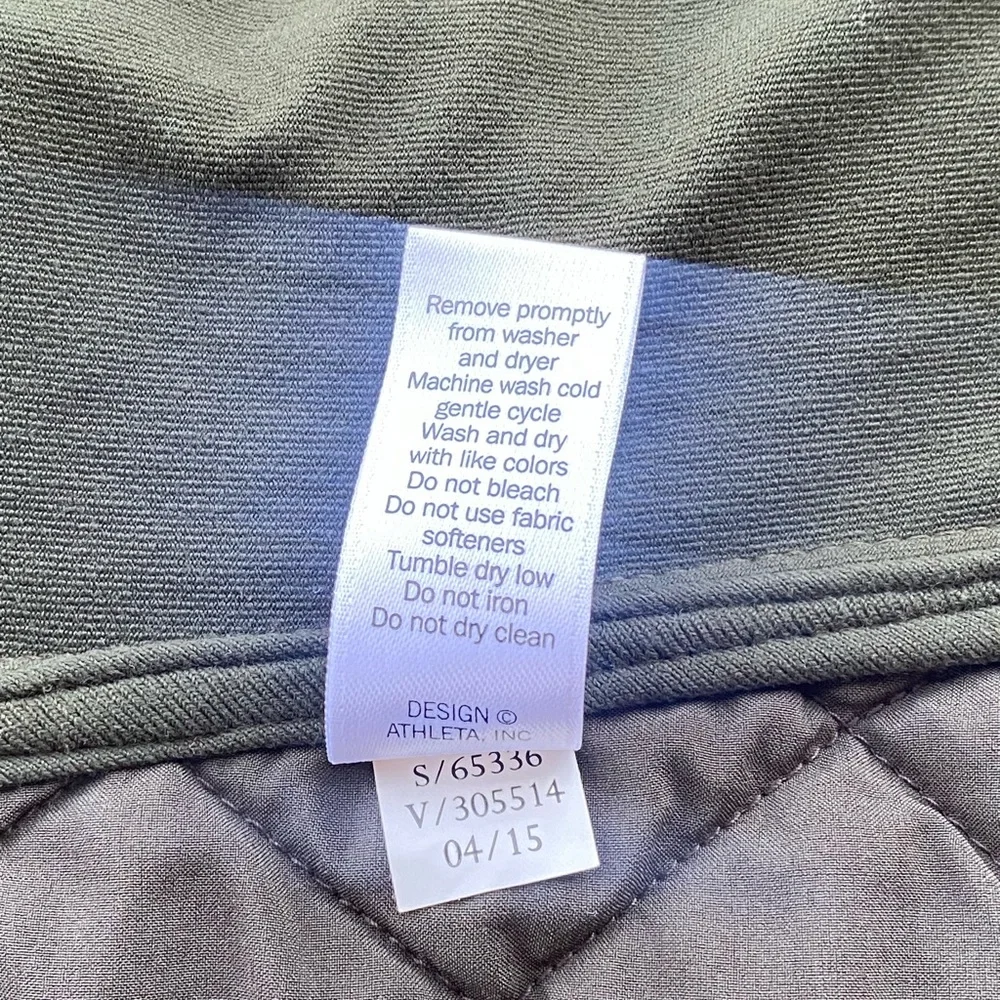 Remove promptly
from washer
and dryer
Machine wash cold
gentle cycle
Wash and dry
with like colors
Do not bleach
Do not use fabric
softeners
Tumble dry low
Do not iron
Do not dry clean
DESIGN ©
ATHLETA, INC
S/65336
V/305514
04/15